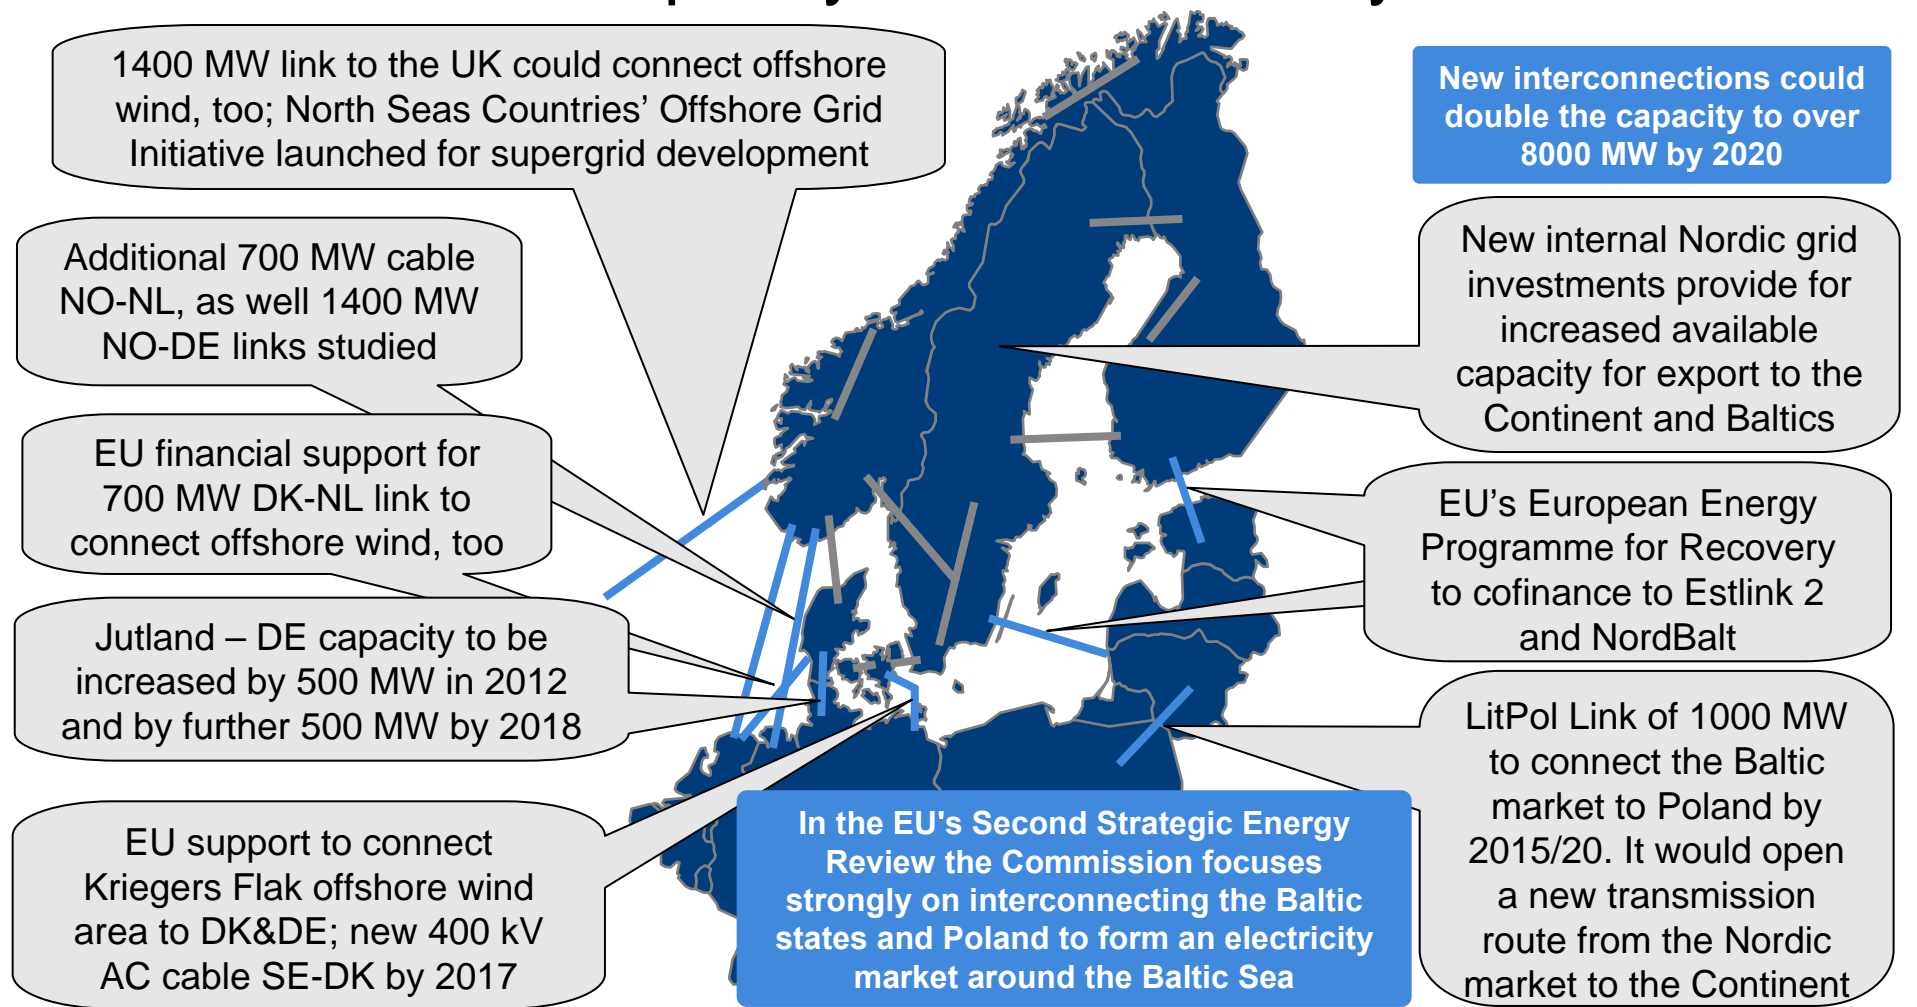 1400 MW link to the UK could connect offshore
wind, too; North Seas Countries’ Offshore Grid
Initiative launched for supergrid development
New interconnections could
double the capacity to over
8000 MW by 2020
Additional 700 MW cable
NO-NL, as well 1400 MW
NO-DE links studied
New internal Nordic grid
investments provide for
increased available
capacity for export to the
Continent and Baltics
EU financial support for
700 MW DK-NL link to
connect offshore wind, too
EU’s European Energy
Programme for Recovery
to cofinance to Estlink 2
and NordBalt
Jutland – DE capacity to be
increased by 500 MW in 2012
and by further 500 MW by 2018
LitPol Link of 1000 MW
to connect the Baltic
market to Poland by
2015/20. It would open
a new transmission
route from the Nordic
market to the Continent
EU support to connect
Kriegers Flak offshore wind
area to DK&DE; new 400 kV
AC cable SE-DK by 2017
In the EU's Second Strategic Energy
Review the Commission focuses
strongly on interconnecting the Baltic
states and Poland to form an electricity
market around the Baltic Sea